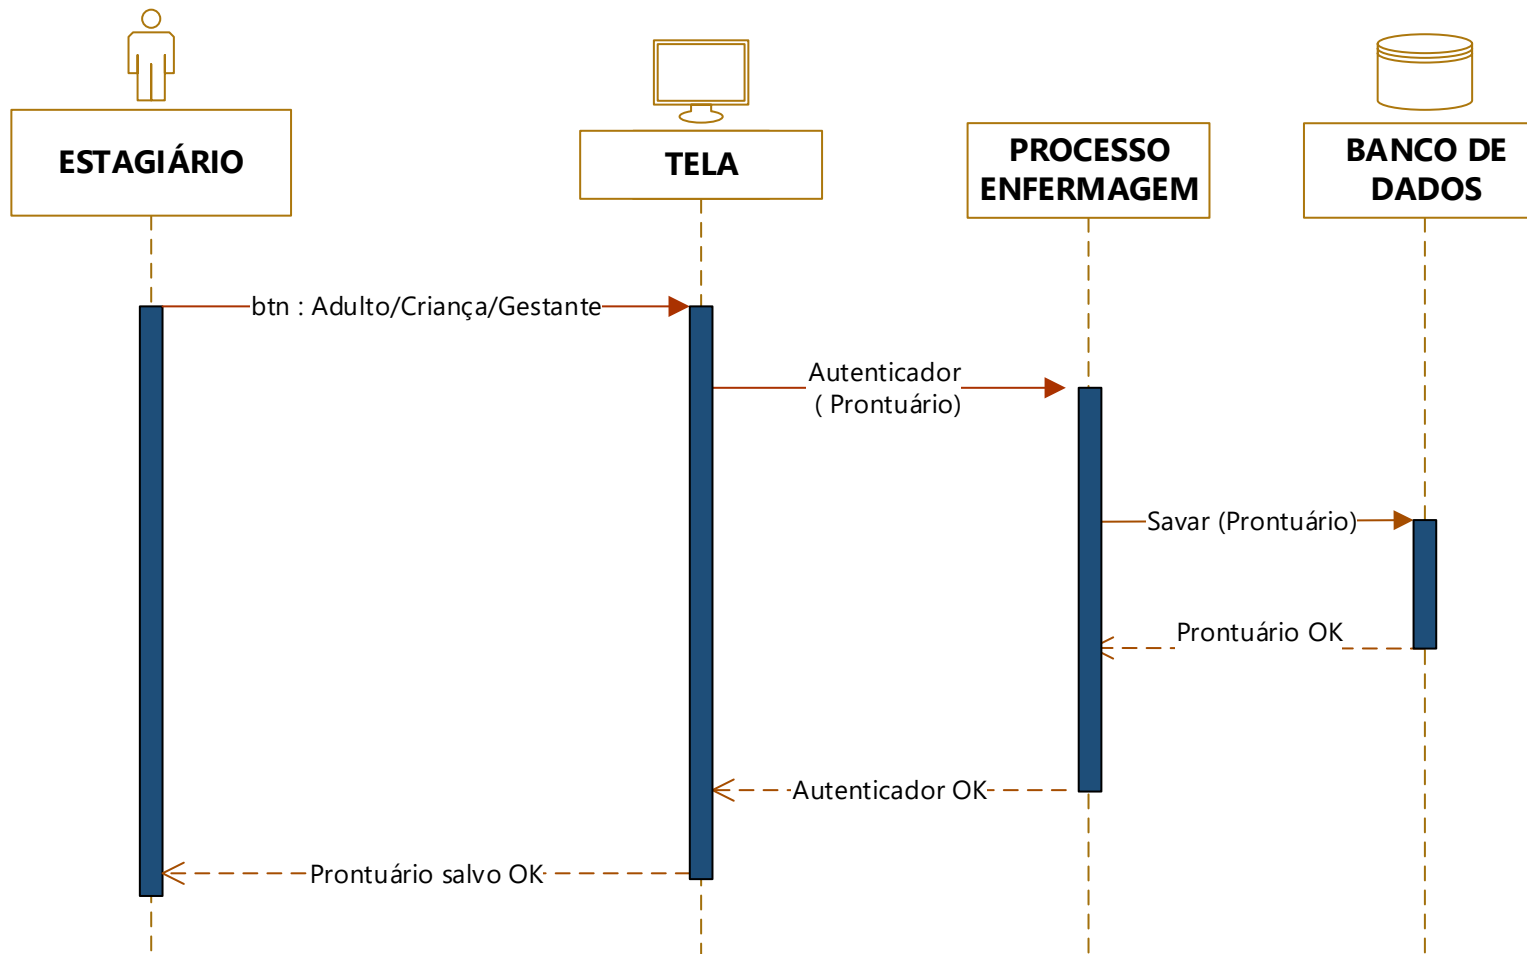 ESTAGIÁRIO
TELA
PROCESSO
ENFERMAGEM
BANCO DE
DADOS
btn : Adulto/Criança/Gestante
Autenticador
( Prontuário)
Savar (Prontuário)
Prontuário OK
Autenticador OK
Prontuário salvo OK